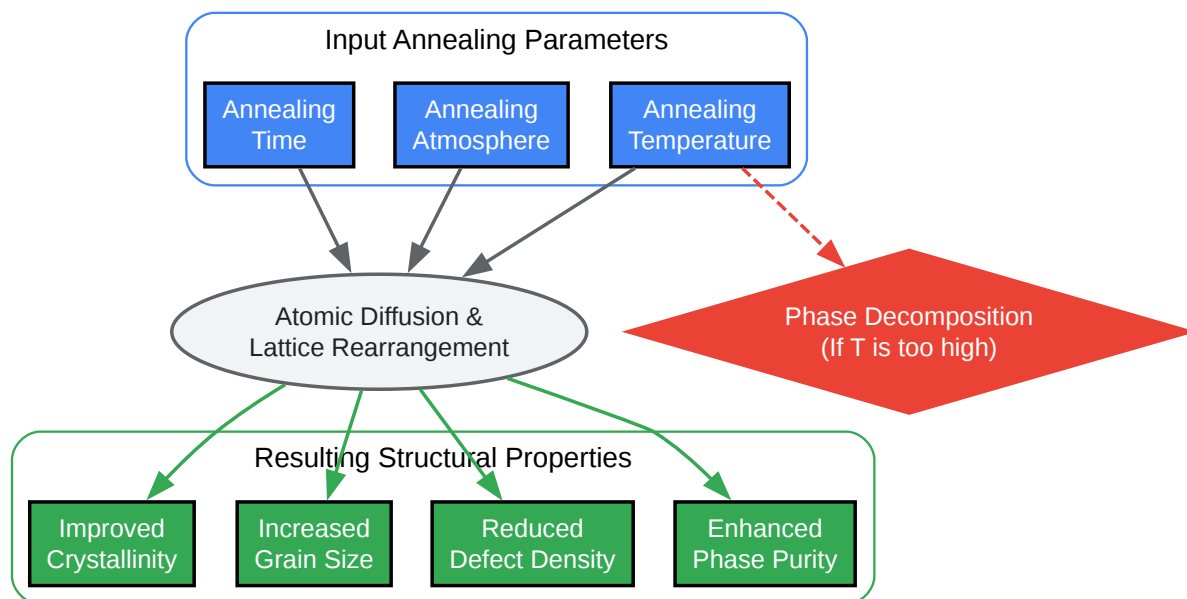 Input Annealing Parameters
Annealing
Time
Annealing
Atmosphere
Annealing
Temperature
Atomic Diffusion &
Lattice Rearrangement
Phase Decomposition
(If T is too high)
Resulting Structural Properties
Improved
Crystallinity
Increased
Grain Size
Reduced
Defect Density
Enhanced
Phase Purity